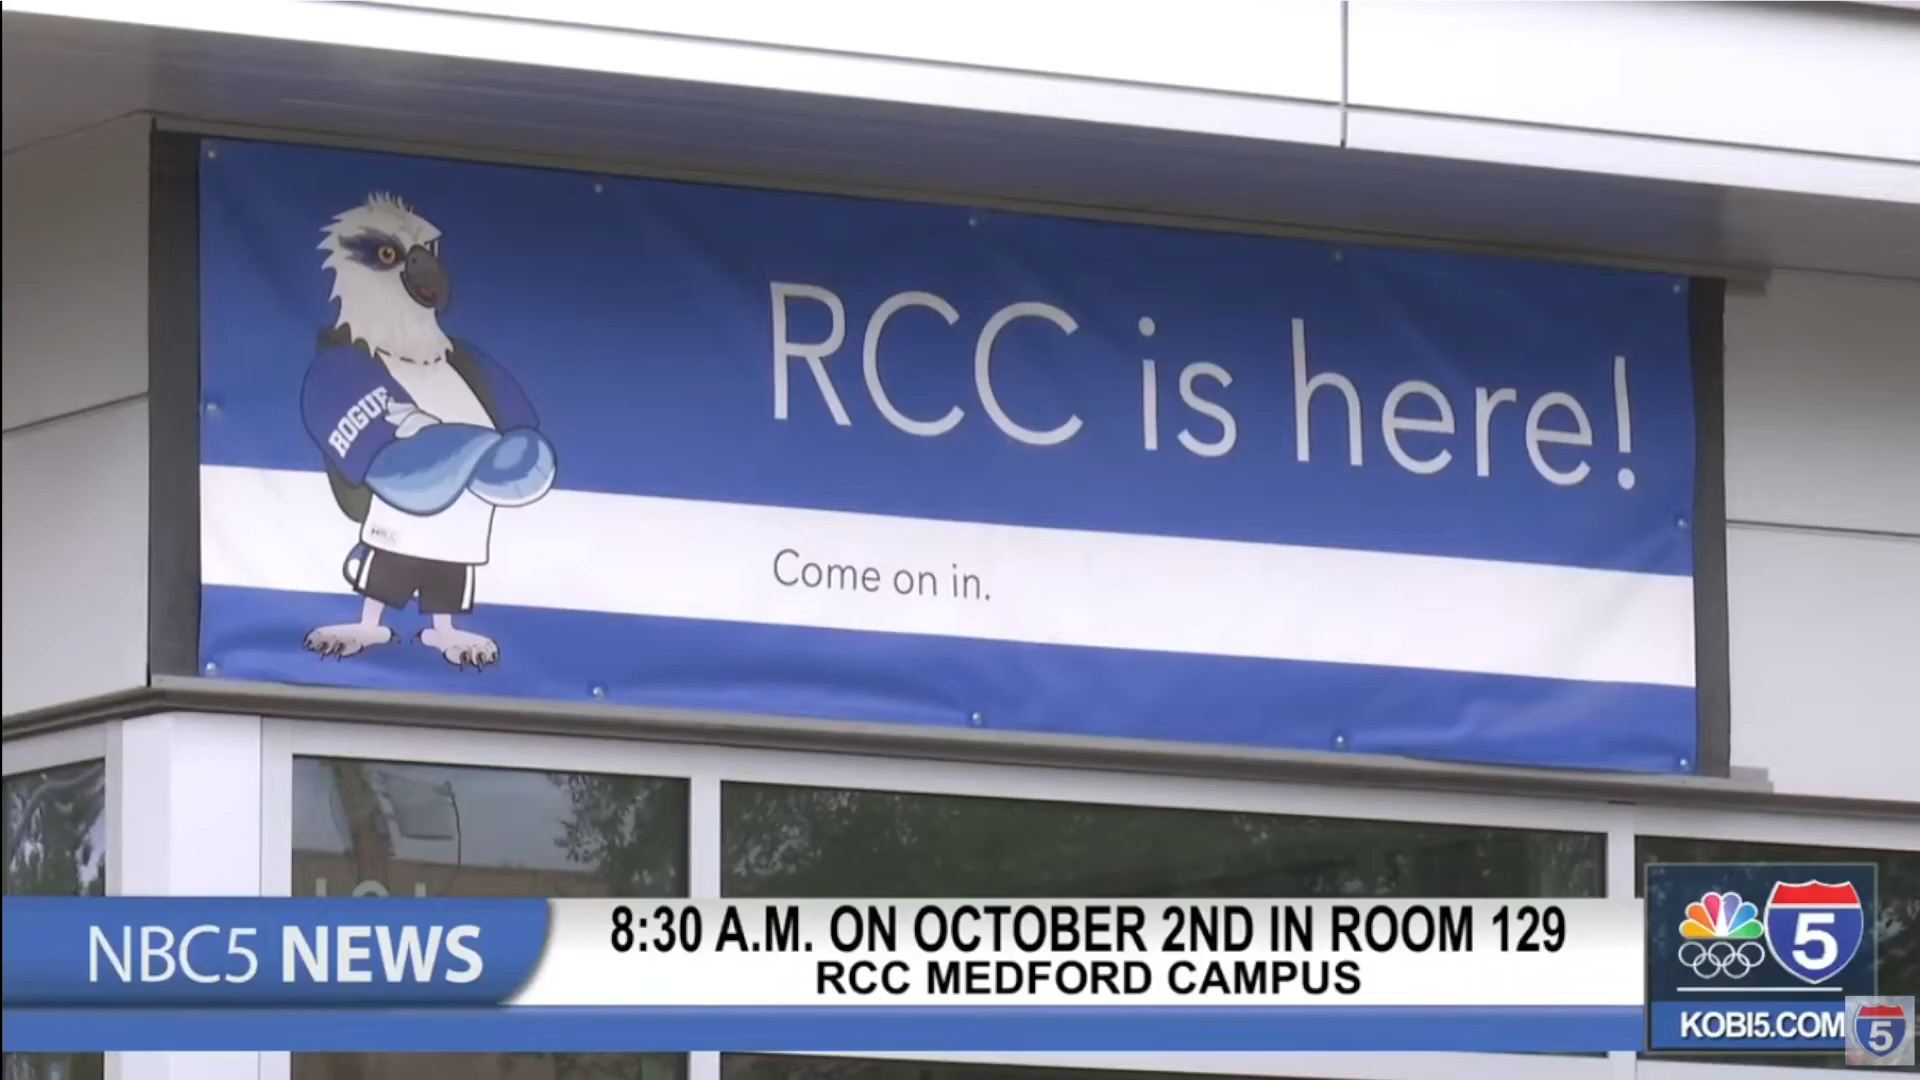 RCC is here!
Come on in.
ROGUE
NBC5 NEWS
8:30 A.M. ON OCTOBER 2ND IN ROOM 129
RCC MEDFORD CAMPUS
5
KOBI5.COM
5